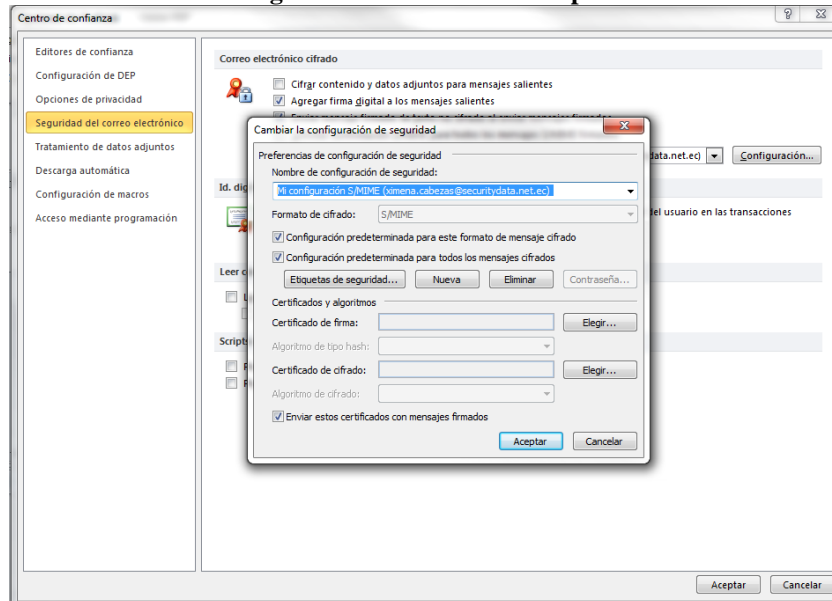 Centro de confianza
Editores de confianza
Configuración de DEP
Opciones de privacidad
Seguridad del correo electrónico
Tratamiento de datos adjuntos
Descarga automática
Configuración de macros
Acceso mediante programación
Correo electrónico cifrado
Cifrar contenido y datos adjuntos para mensajes salientes
Agregar firma digital a los mensajes salientes
data.net.ec)
Configuración...
Id. dig
del usuario en las transacciones
Leer c
Scripts
Cambiar la configuración de seguridad
Preferencias de configuración de seguridad
Nombre de configuración de seguridad:
Mi configuración S/MIME (ximena.cabezas@securitydata.net.ec)
Formato de cifrado: S/MIME
Configuración predeterminada para este formato de mensaje cifrado
Configuración predeterminada para todos los mensajes cifrados
Etiquetas de seguridad... Nueva Eliminar Contraseña...
Certificados y algoritmos
Certificado de firma: Elegir...
Algoritmo de tipo hash:
Certificado de cifrado: Elegir...
Algoritmo de cifrado:
Enviar estos certificados con mensajes firmados
Aceptar Cancelar
Aceptar Cancelar